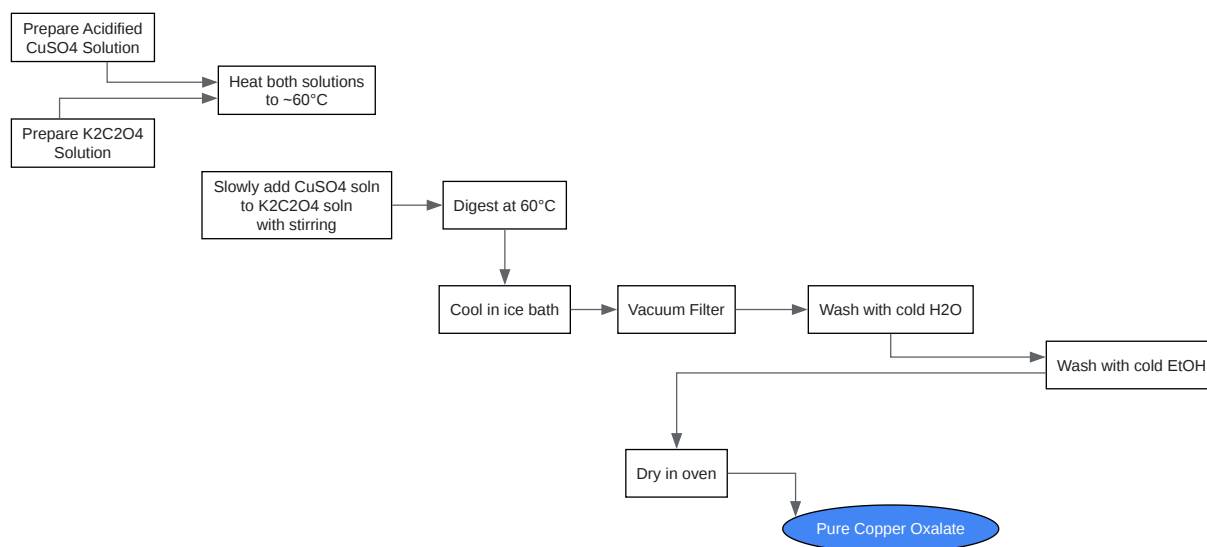 Prepare Acidified
CuSO4 Solution
Heat both solutions
to ~60°C
Prepare K2C2O4
Solution
Slowly add CuSO4 soln
to K2C2O4 soln
with stirring
Digest at 60°C
Cool in ice bath
Vacuum Filter
Wash with cold H2O
Wash with cold EtOH
Dry in oven
Pure Copper Oxalate